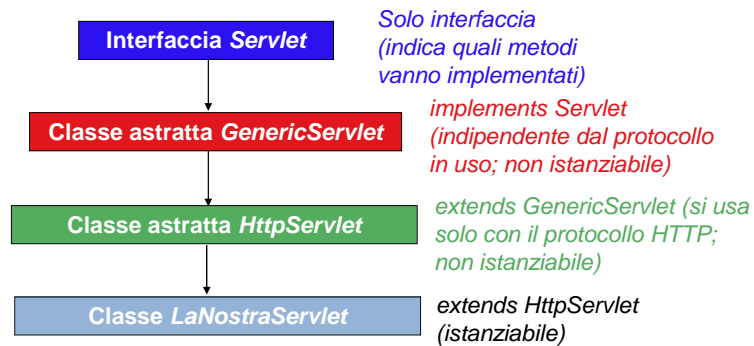 Interfaccia Servlet
Solo interfaccia
(indica quali metodi
vanno implementati)
Classe astratta GenericServlet
implements Servlet
(indipendente dal protocollo
in uso; non istanziabile)
Classe astratta HttpServlet
extends GenericServlet (si usa
solo con il protocollo HTTP;
non istanziabile)
Classe LaNostraServlet
extends HttpServlet
(istanziabile)